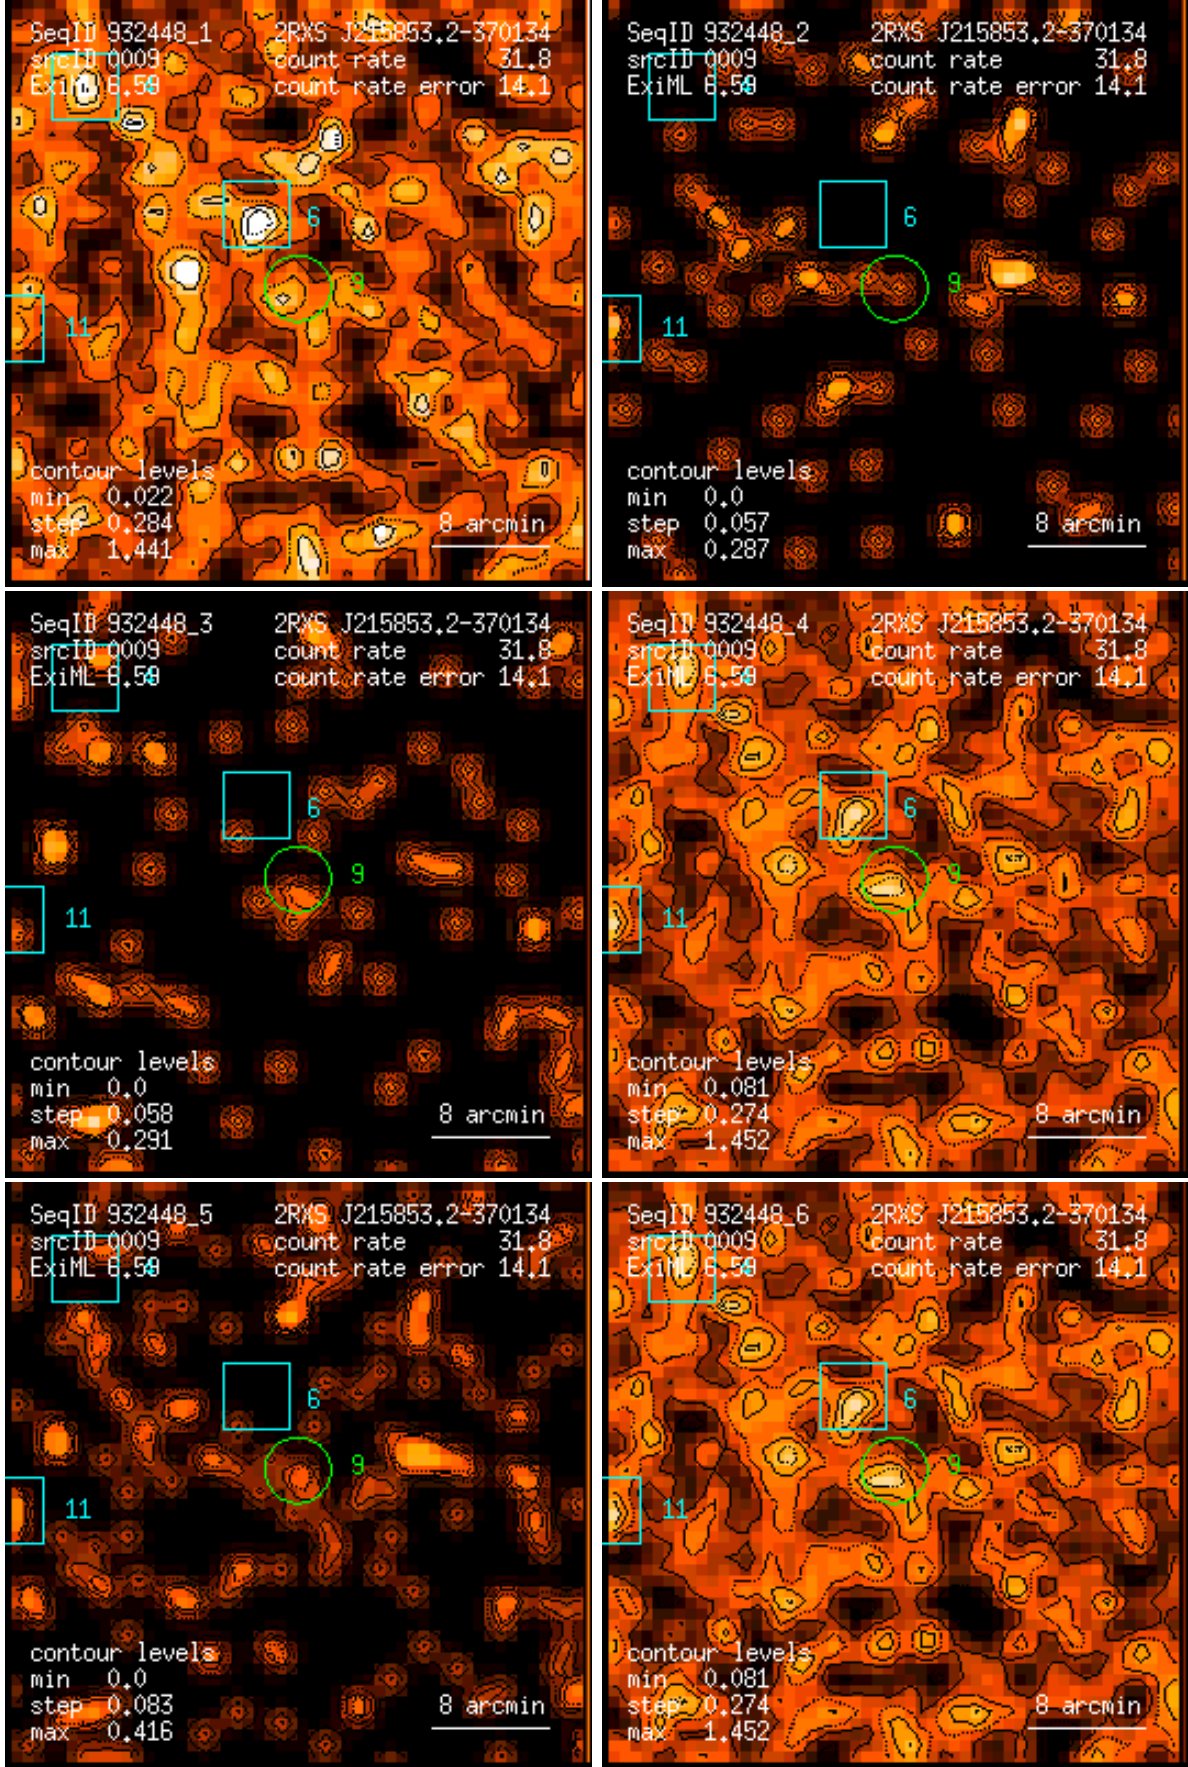 SeqID 932448_1 2RXS J215853.2-370134
srcID 0009 count rate 31.8
ExiML 6.59 count rate error 14.1
6
9
11
contour levels
min 0.022
step 0.284 8 arcmin
max 1.441
SeqID 932448_2 2RXS J215853.2-370134
srcID 0009 count rate 31.8
ExiML 6.59 count rate error 14.1
6
9
11
contour levels
min 0.0
step 0.057 8 arcmin
max 0.287
SeqID 932448_3 2RXS J215853.2-370134
srcID 0009 count rate 31.8
ExiML 6.59 count rate error 14.1
6
9
11
contour levels
min 0.0
step 0.058 8 arcmin
max 0.291
SeqID 932448_4 2RXS J215853.2-370134
srcID 0009 count rate 31.8
ExiML 6.59 count rate error 14.1
6
9
11
contour levels
min 0.081
step 0.274 8 arcmin
max 1.452
SeqID 932448_5 2RXS J215853.2-370134
srcID 0009 count rate 31.8
ExiML 6.59 count rate error 14.1
6
9
11
contour levels
min 0.0
step 0.083 8 arcmin
max 0.416
SeqID 932448_6 2RXS J215853.2-370134
srcID 0009 count rate 31.8
ExiML 6.59 count rate error 14.1
6
9
11
contour levels
min 0.081
step 0.274 8 arcmin
max 1.452